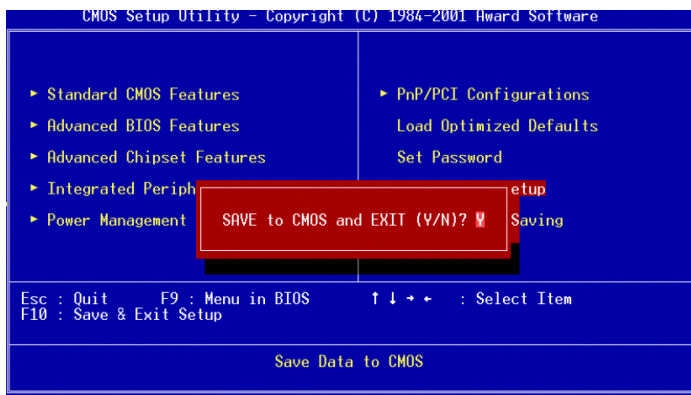 CMOS Setup Utility - Copyright (C) 1984-2001 Award Software
► Standard CMOS Features
► Advanced BIOS Features
► Advanced Chipset Features
► Integrated Periph
► Power Management
► PnP/PCI Configurations
Load Optimized Defaults
Set Password
etup
Saving
SAVE to CMOS and EXIT (Y/N)? Y
Esc : Quit F9 : Menu in BIOS ↑ ↓ → ← : Select Item
F10 : Save & Exit Setup
Save Data to CMOS